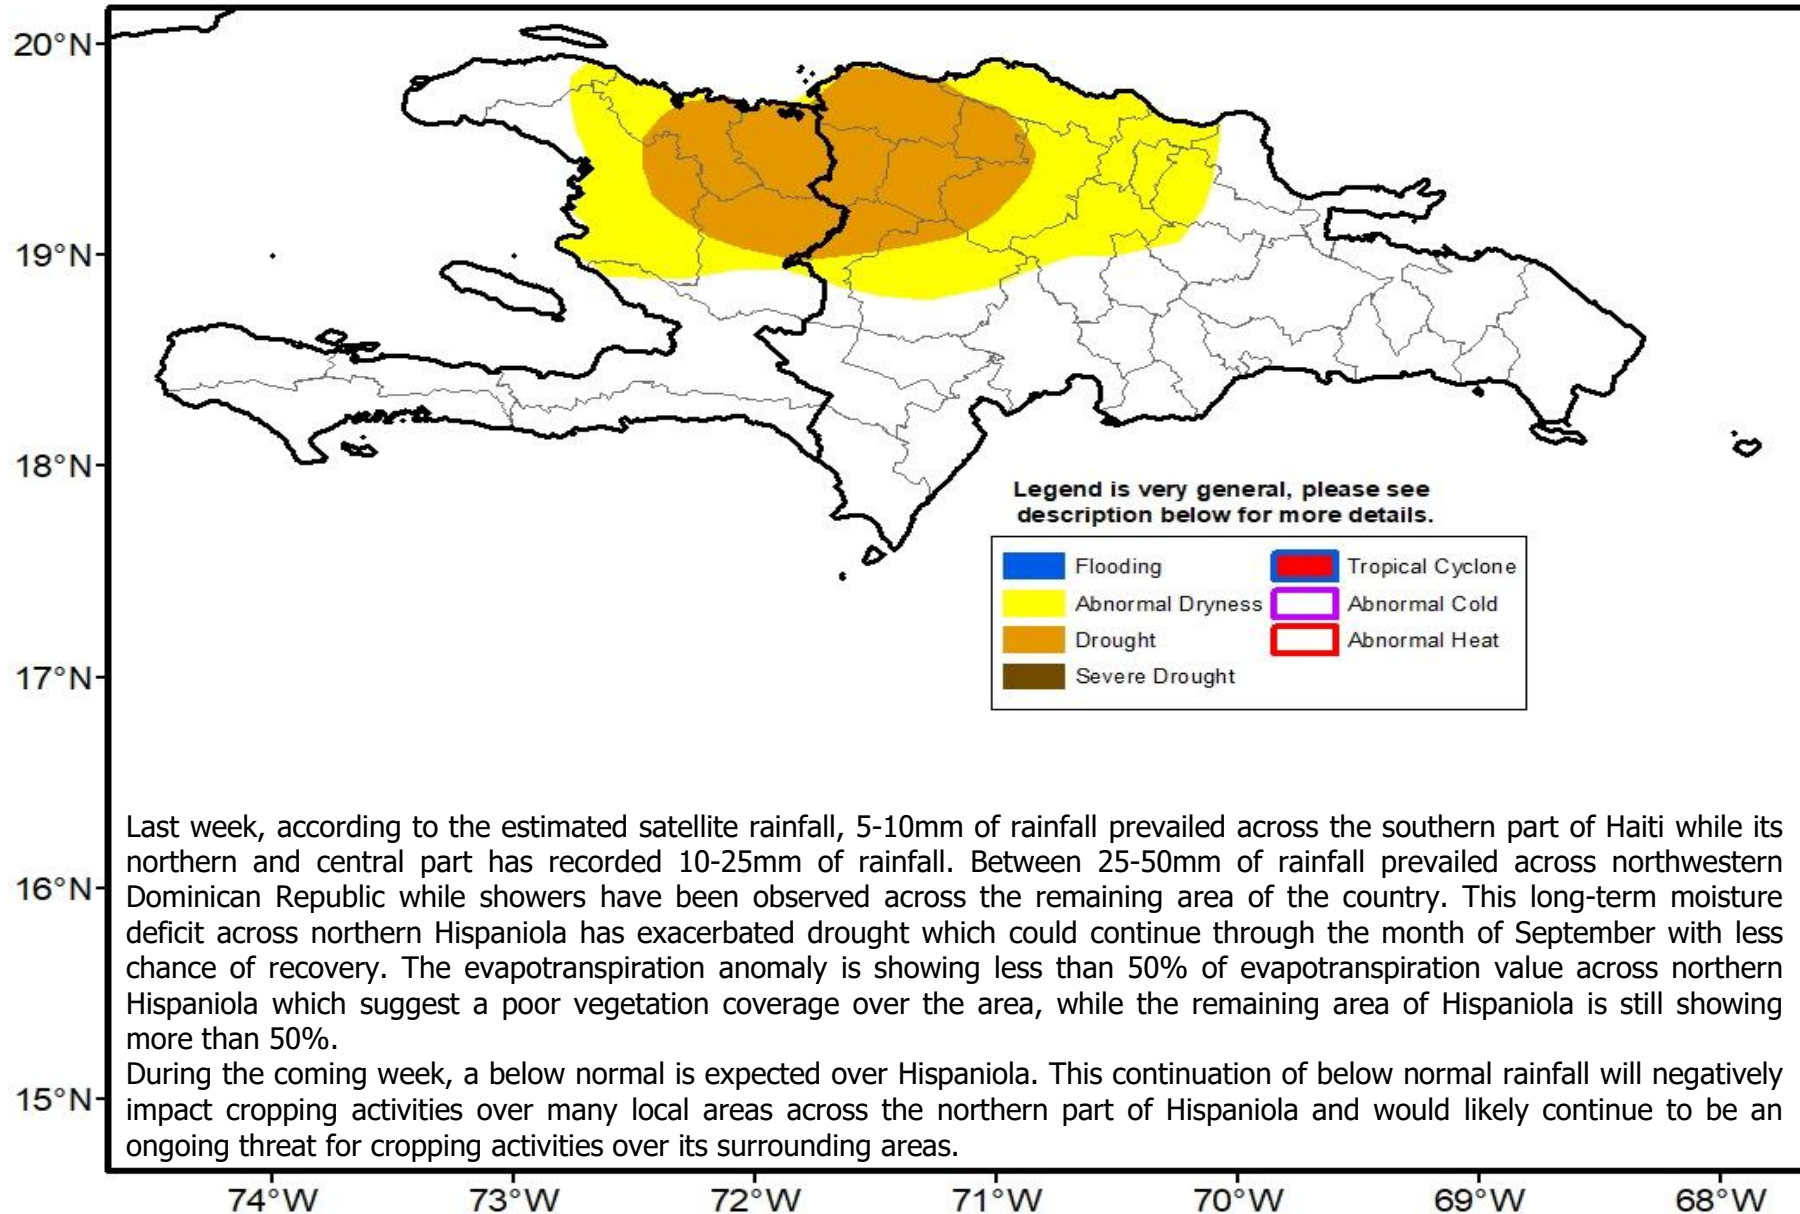 20°N
19°N
18°N
17°N
16°N
15°N
Legend is very general, please see
description below for more details.
Flooding
Abnormal Dryness
Drought
Severe Drought
Tropical Cyclone
Abnormal Cold
Abnormal Heat
Last week, according to the estimated satellite rainfall, 5-10mm of rainfall prevailed across the southern part of Haiti while its
northern and central part has recorded 10-25mm of rainfall. Between 25-50mm of rainfall prevailed across northwestern
Dominican Republic while showers have been observed across the remaining area of the country. This long-term moisture
deficit across northern Hispaniola has exacerbated drought which could continue through the month of September with less
chance of recovery. The evapotranspiration anomaly is showing less than 50% of evapotranspiration value across northern
Hispaniola which suggest a poor vegetation coverage over the area, while the remaining area of Hispaniola is still showing
more than 50%.
During the coming week, a below normal is expected over Hispaniola. This continuation of below normal rainfall will negatively
impact cropping activities over many local areas across the northern part of Hispaniola and would likely continue to be an
ongoing threat for cropping activities over its surrounding areas.
74°W 73°W 72°W 71°W 70°W 69°W 68°W